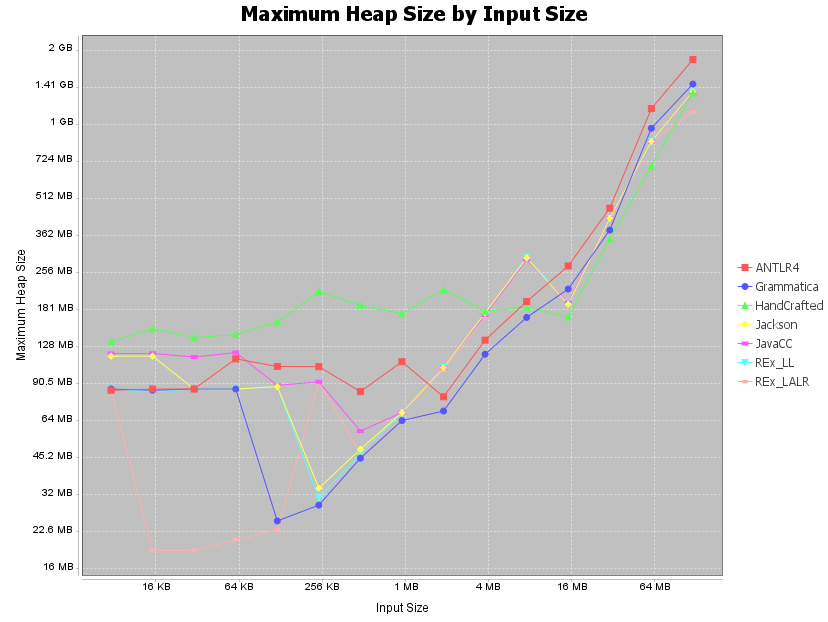 Maximum Heap Size by Input Size
Maximum Heap Size
2 GB
1.41 GB
1 GB
724 MB
512 MB
362 MB
256 MB
181 MB
128 MB
90.5 MB
64 MB
45.2 MB
32 MB
22.6 MB
16 MB
16 KB
64 KB
256 KB
1 MB
4 MB
16 MB
64 MB
Input Size
ANTLR4
Grammatica
HandCrafted
Jackson
JavaCC
REx_LL
REx_LALR